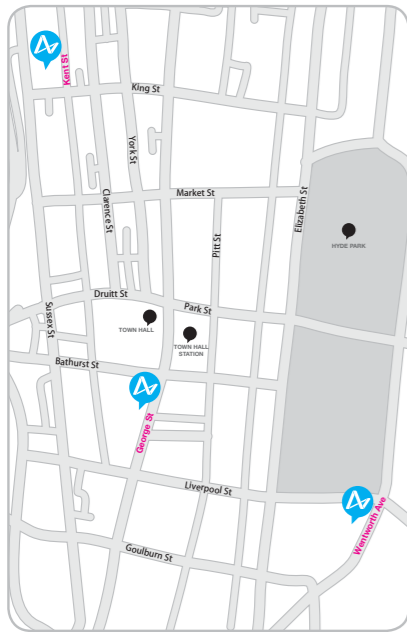 Kent St
King St
York St
Market St
Clarence St
Elizabeth St
Pitt St
HYDE PARK
Druitt St
Park St
Sussex St
TOWN HALL
TOWN HALL
STATION
Bathurst St
George St
Liverpool St
Wentworth Ave
Goulburn St